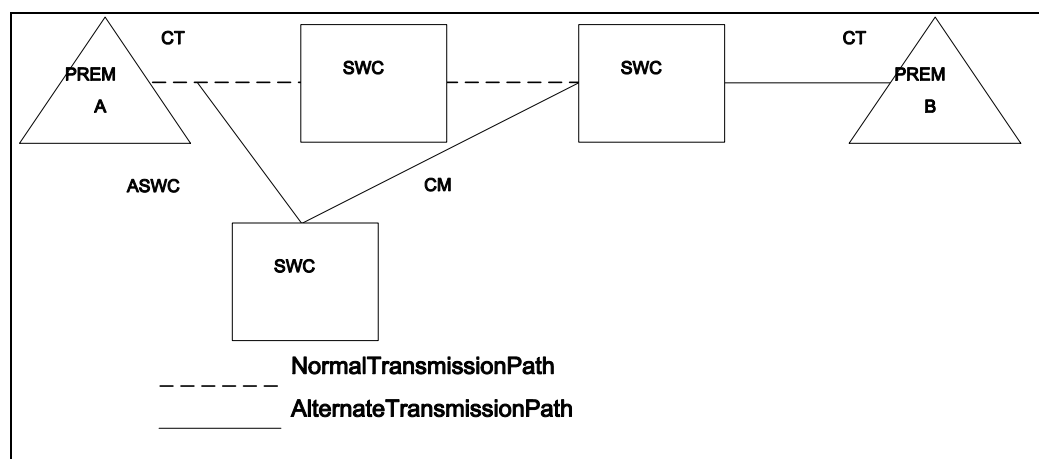 CT
CT
PREM
A
SWC
SWC
PREM
B
ASWC
CM
SWC
NormalTransmissionPath
AlternateTransmissionPath